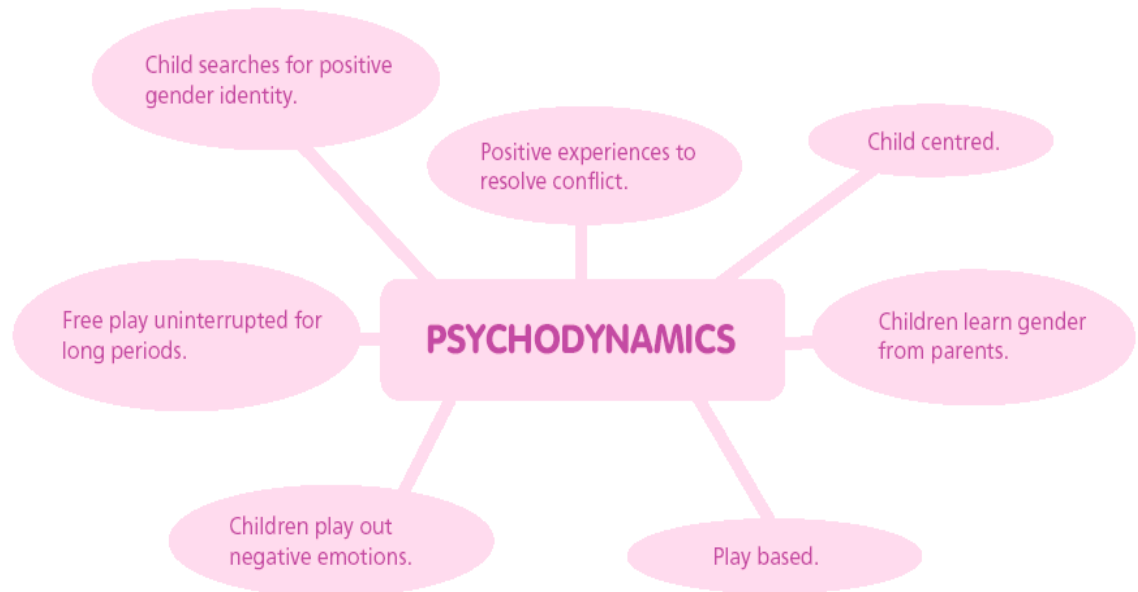 Child searches for positive
gender identity.
Positive experiences to
resolve conflict.
Child centred.
Free play uninterrupted for
long periods.
PSYCHODYNAMICS
Children learn gender
from parents.
Children play out
negative emotions.
Play based.